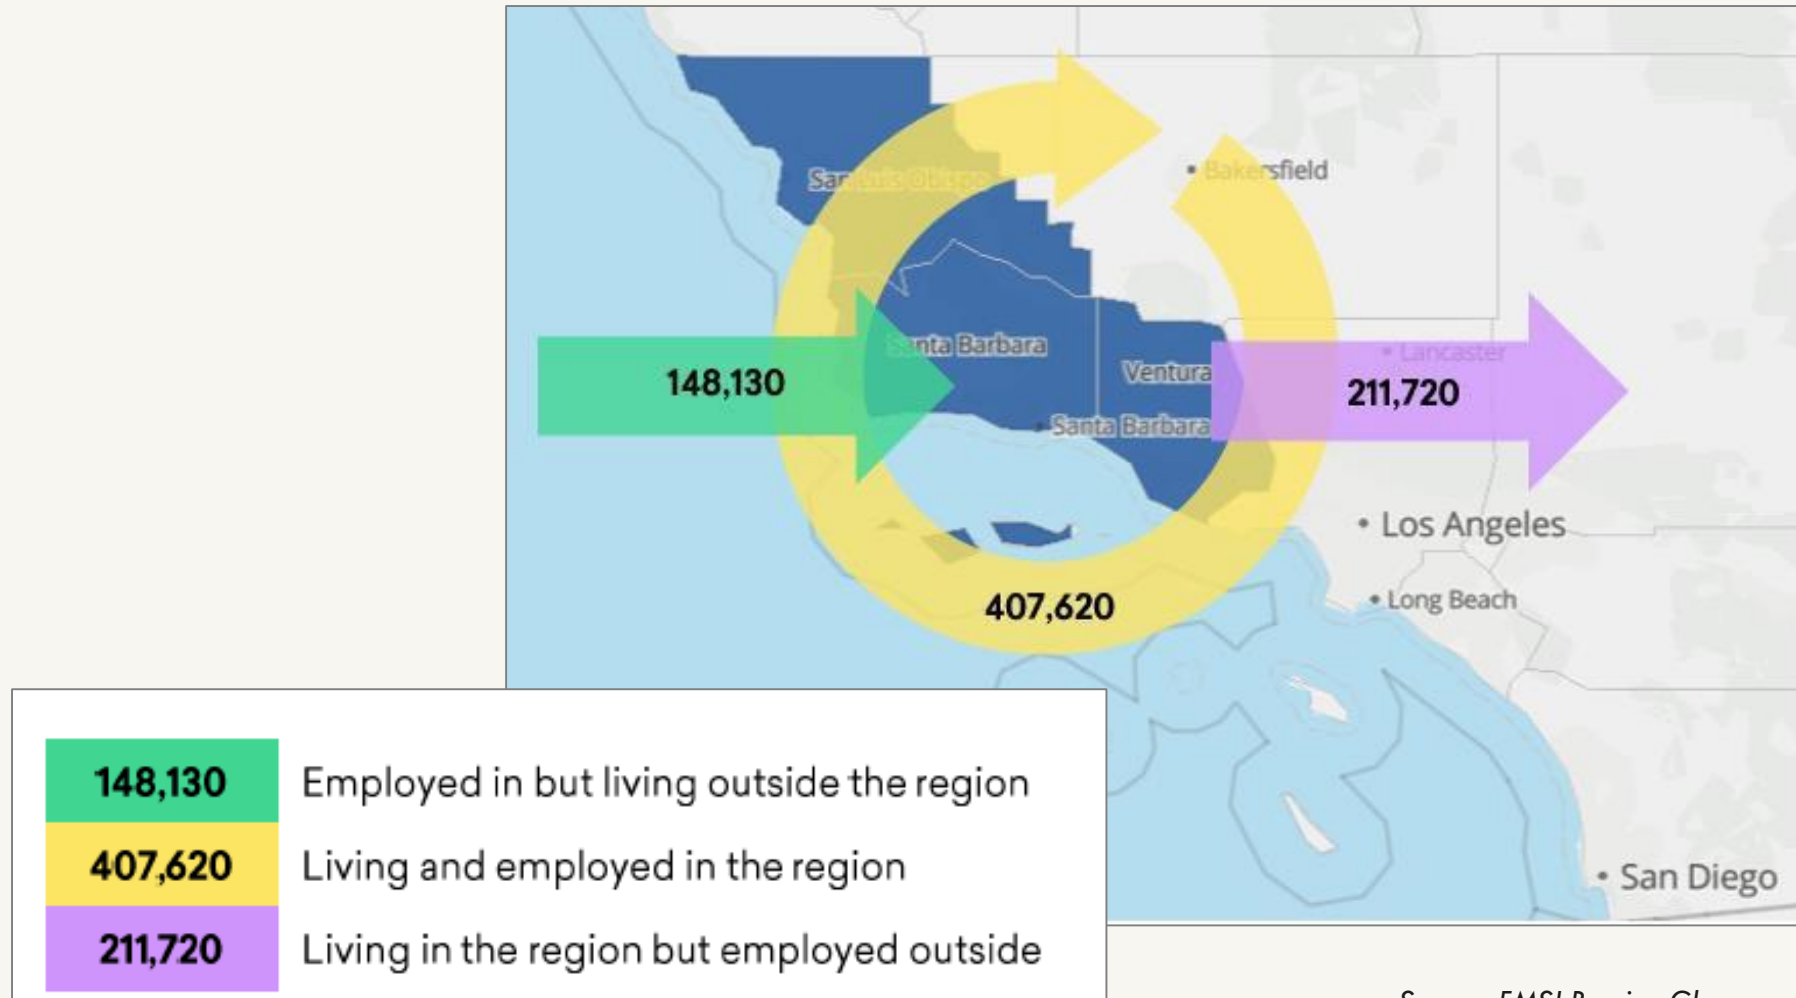 San Luis Obispo
Bakersfield
Santa Barbara
Ventura
Lancaster
148,130
211,720
Santa Barbara
Los Angeles
Long Beach
407,620
San Diego
148,130 Employed in but living outside the region
407,620 Living and employed in the region
211,720 Living in the region but employed outside